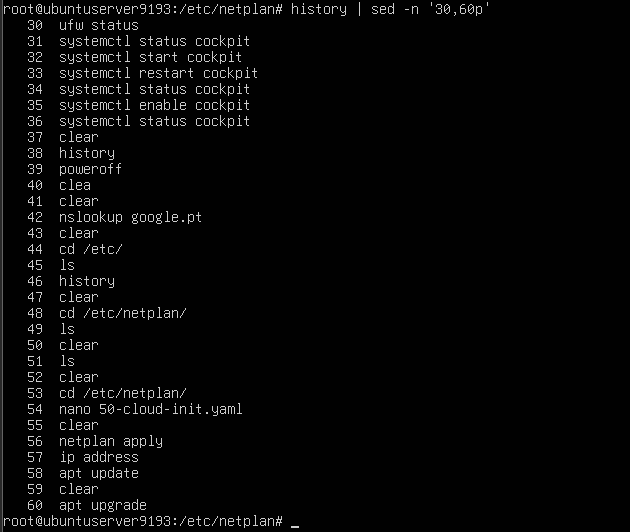 root@ubuntuserver9193:/etc/netplan# history | sed -n '30,60p'
30 ufw status
31 systemctl status cockpit
32 systemctl start cockpit
33 systemctl restart cockpit
34 systemctl status cockpit
35 systemctl enable cockpit
36 systemctl status cockpit
37 clear
38 history
39 poweroff
40 clea
41 clear
42 nslookup google.pt
43 clear
44 cd /etc/
45 ls
46 history
47 clear
48 cd /etc/netplan/
49 ls
50 clear
51 ls
52 clear
53 cd /etc/netplan/
54 nano 50-cloud-init.yaml
55 clear
56 netplan apply
57 ip address
58 apt update
59 clear
60 apt upgrade
root@ubuntuserver9193:/etc/netplan# _